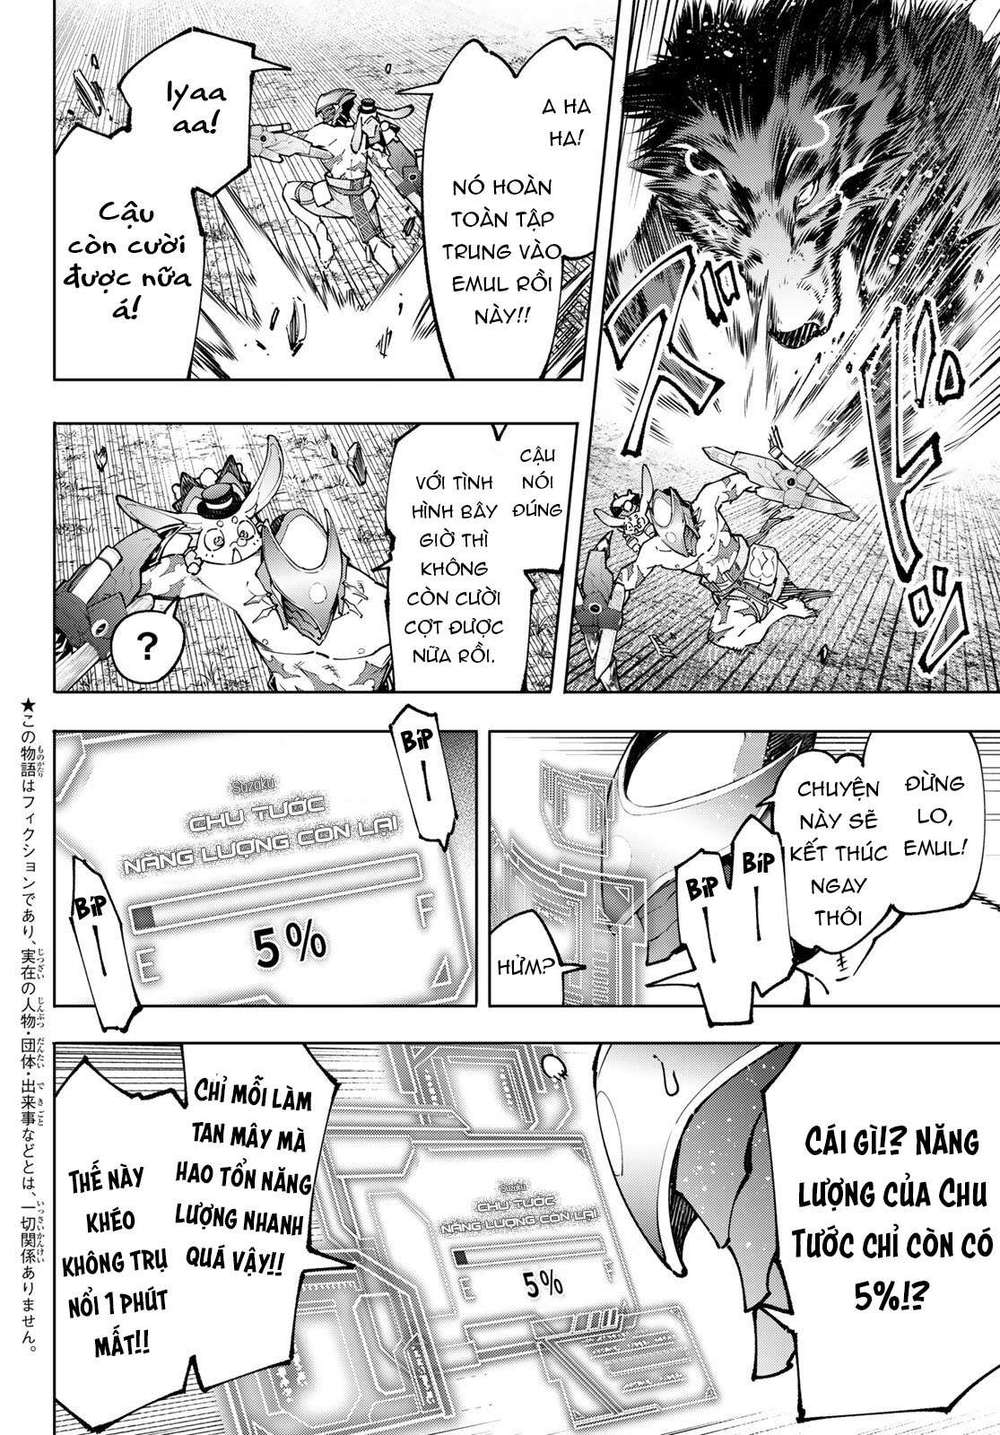 A HA
HA!
NÓ HOÀN
TOÀN TẬP
TRUNG VÀO
EMUL RỒI
NÀY!!
Iyaa
aa!
Cậu
còn cười
được nữa
á!
CẬU
NÓI
ĐÚNG
VỚI TÌNH
HÌNH BÂY
GIỜ THÌ
KHÔNG
CÒN CƯỜI
CỢT ĐƯỢC
NỮA RỒI.
?
ĐỪNG
LO,
EMUL!
CHUYỆN
NÀY SẼ
KẾT THÚC
NGAY
THÔI
BÍP
BÍP
HỬM?
BÍP
Suzaku
CHU TƯỚC
NĂNG LƯỢNG CÒN LẠI
E
F
5%
BÍP
CÁI GÌ!? NĂNG
LƯỢNG CỦA CHU
TƯỚC CHỈ CÒN CÓ
5%!?
Suzaku
CHU TƯỚC
NĂNG LƯỢNG CÒN LẠI
5%
CHỈ MỖI LÀM
TAN MÂY MÀ
HAO TỔN NĂNG
LƯỢNG NHANH
QUÁ VẬY!!
THẾ NÀY
KHÉO
KHÔNG TRỤ
NỔI 1 PHÚT
MẤT!!
★この物語はフィクションであり、実在の人物・団体・出来事などとは、一切関係ありません。